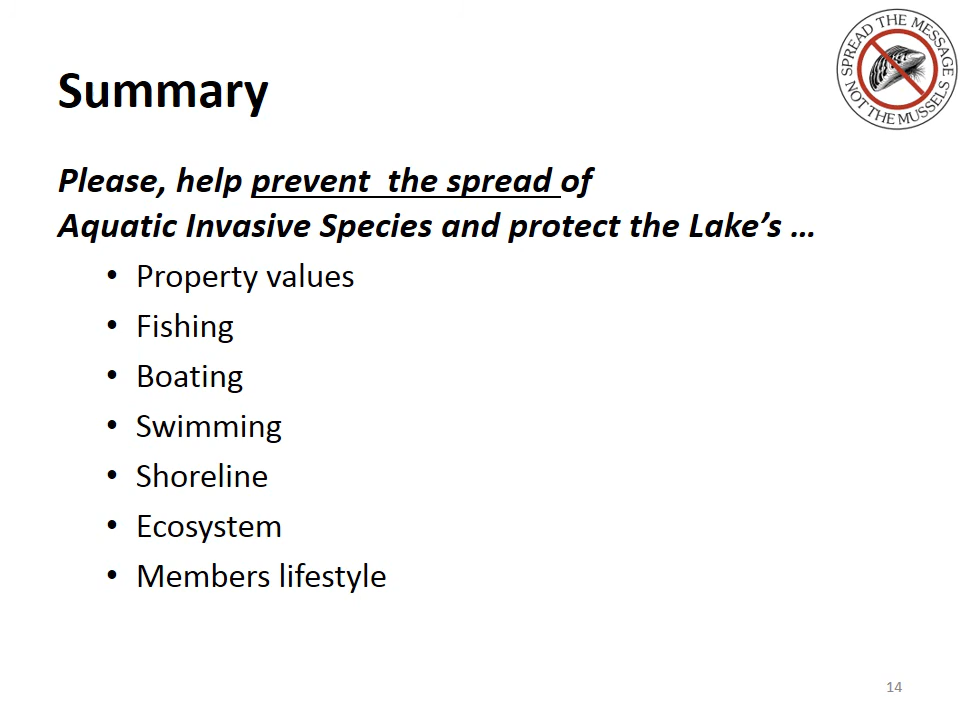 SPREAD THE MESSAGE
NOT THE MUSSELS
Summary
Please, help prevent  the spread of
Aquatic Invasive Species and protect the Lake’s …
• Property values
• Fishing
• Boating
• Swimming
• Shoreline
• Ecosystem
• Members lifestyle
14